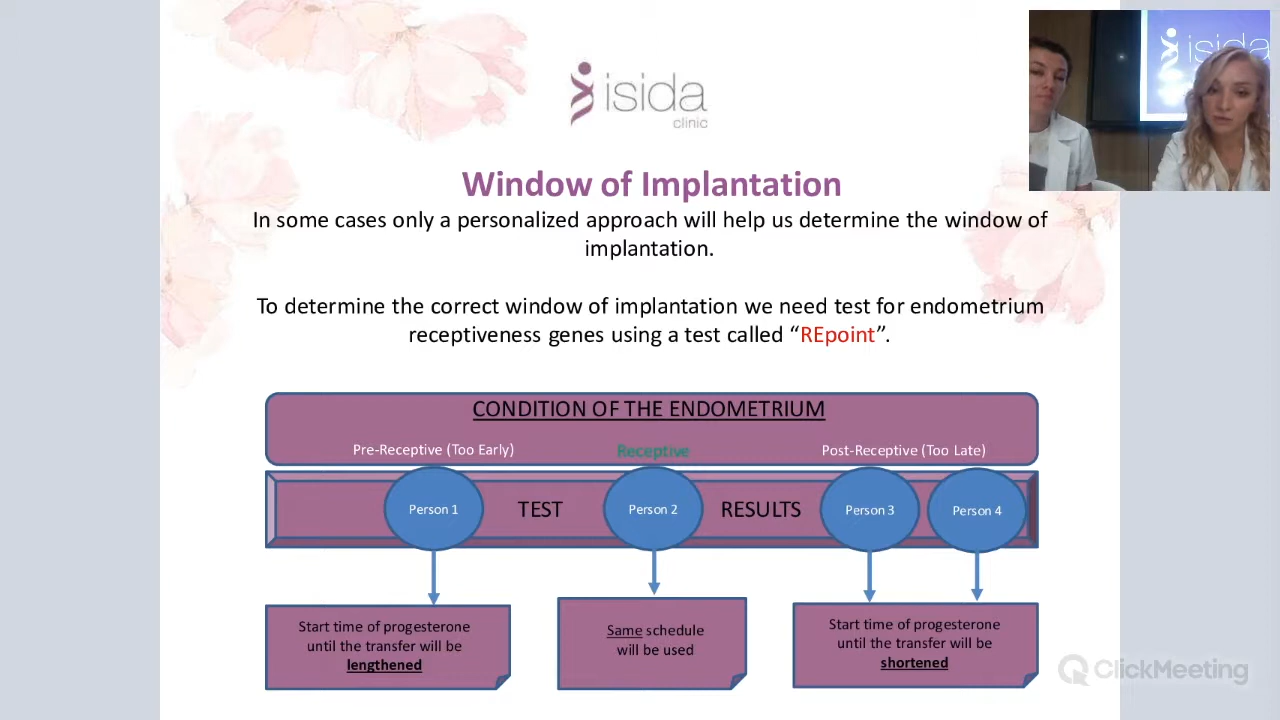 isida
clinic
isida
Window of Implantation
In some cases only a personalized approach will help us determine the window of
implantation.
To determine the correct window of implantation we need test for endometrium
receptiveness genes using a test called “REpoint”.
CONDITION OF THE ENDOMETRIUM
Pre-Receptive (Too Early)
Receptive
Post-Receptive (Too Late)
Person 1
TEST
Person 2
RESULTS
Person 3
Person 4
Start time of progesterone
until the transfer will be
lengthened
Same schedule
will be used
Start time of progesterone
until the transfer will be
shortened
ClickMeeting